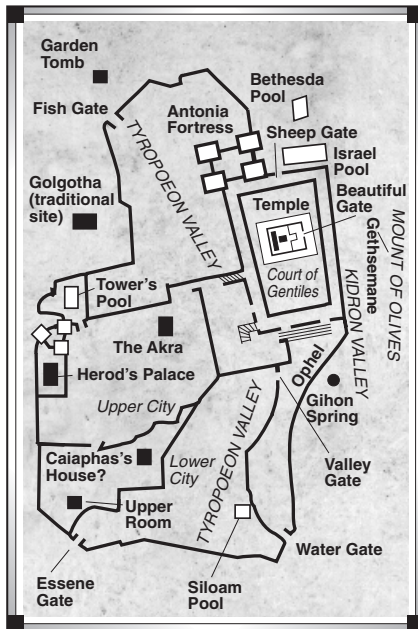 Garden
Tomb
Bethesda
Pool
Fish Gate
Antonia
Fortress
Sheep Gate
Israel
Pool
TYROPOEON VALLEY
Golgotha
(traditional
site)
Temple
Beautiful
Gate
Gethsemane
MOUNT OF OLIVES
KIDRON VALLEY
Court of
Gentiles
Tower's
Pool
The Akra
Herod's Palace
Upper City
Ophel
Gihon
Spring
Caiaphas's
House?
Lower
City
TYROPOEON VALLEY
Valley
Gate
Upper
Room
Water Gate
Essene
Gate
Siloam
Pool